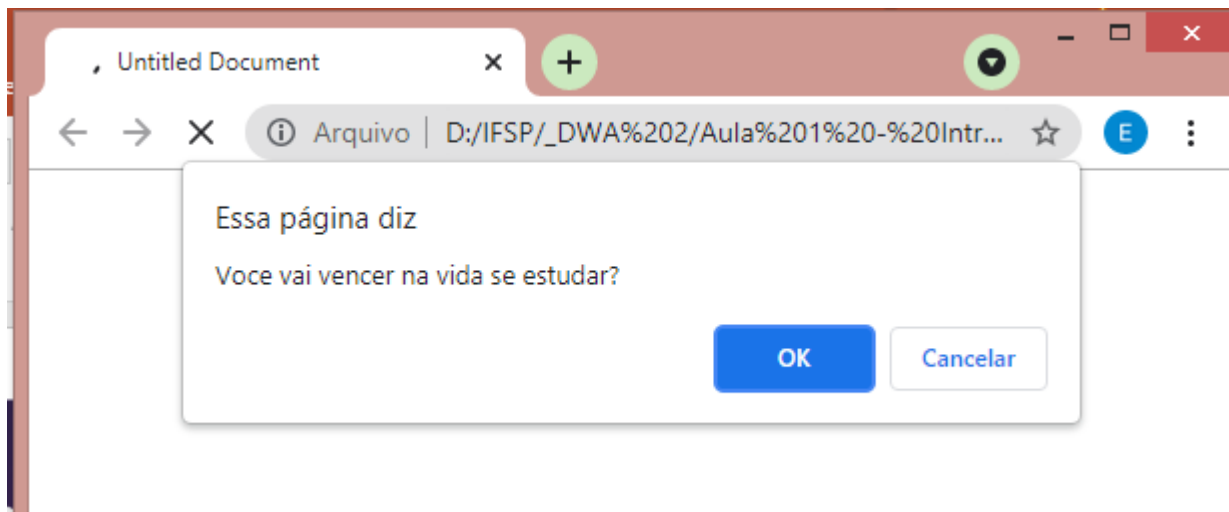 Untitled Document
Arquivo | D:/IFSP/_DWA%202/Aula%201%20-%20Intr...
E
Essa página diz
Voce vai vencer na vida se estudar?
OK Cancelar